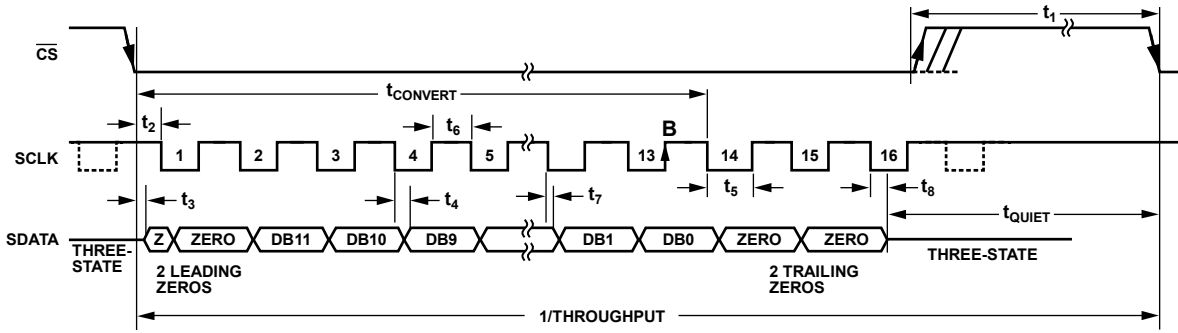 t1
CS
tCONVERT
t2
t6
B
SCLK
1 2 3 4 5 13 14 15 16
t3
t4
t7
t5
t8
tQUIET
SDATA
Z ZERO DB11 DB10 DB9 DB1 DB0 ZERO ZERO
THREE-
STATE
THREE-STATE
2 LEADING
ZEROS
2 TRAILING
ZEROS
1/THROUGHPUT